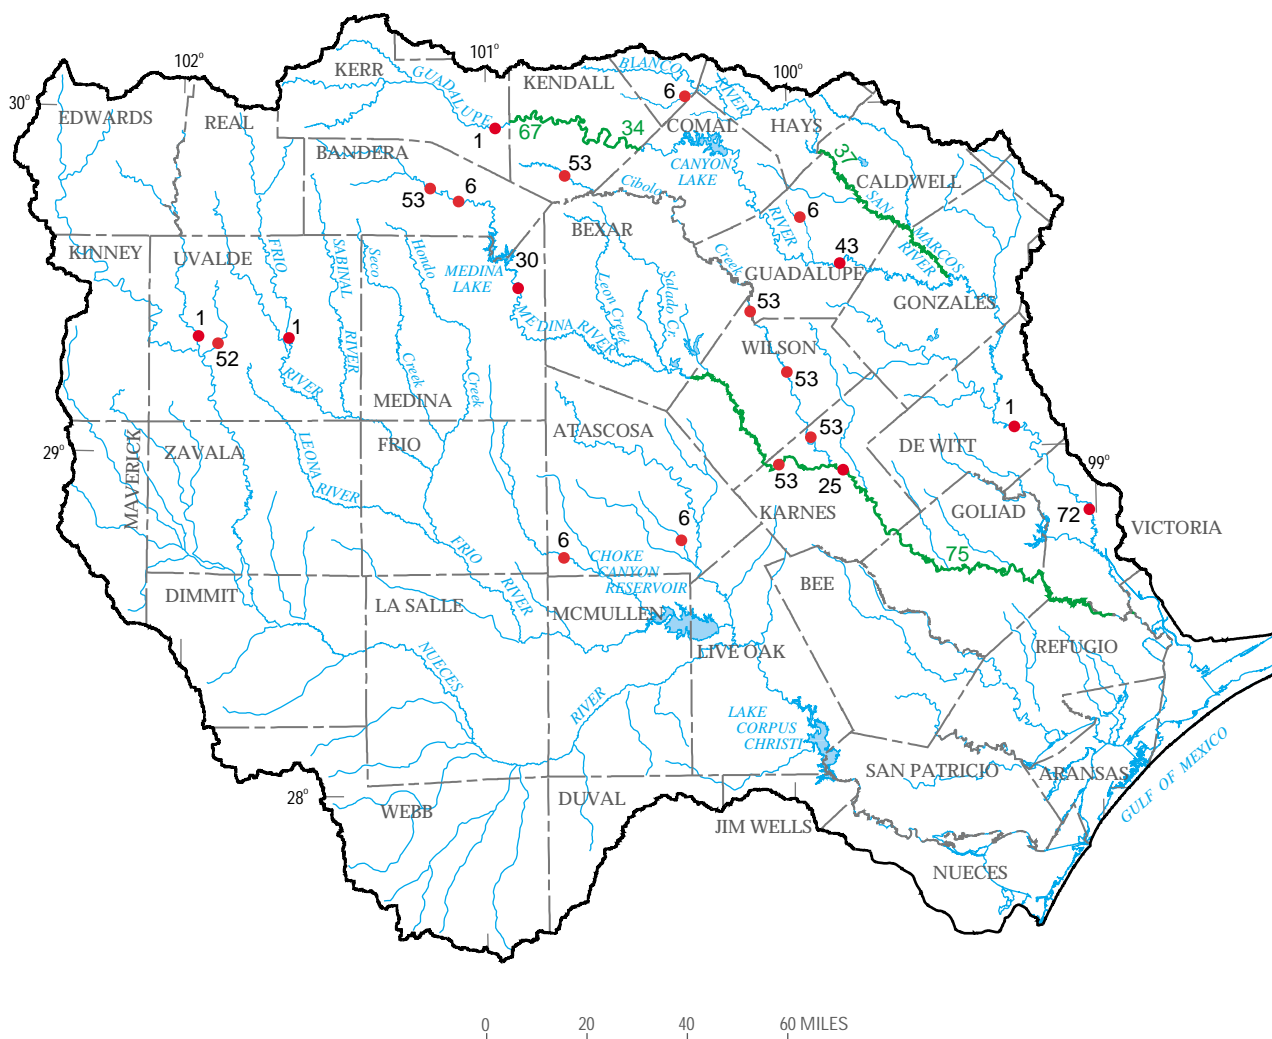 102°
101°
100°
30°
KERR
GUADALUPE
KENDALL
BLANCO
RIVER
6
EDWARDS
REAL
1
67
34
COMAL
HAYS
37
BANDERA
CANYON
LAKE
CALDWELL
53
6
53
Cibolo
SAN
MARCOS
RIVER
6
RIVER
BEXAR
KINNEY
UVALDE
FRIO
SABINAL
Seco
Hondo
MEDINA
LAKE
30
Leon Creek
Salado Cr.
Creek
GUADALUPE
43
GONZALES
1
52
1
RIVER
RIVER
Creek
Creek
MEDINA RIVER
53
WILSON
53
MEDINA
29°
MAVERICK
ZAVALA
LEONA
RIVER
FRIO
ATASCOSA
53
53
25
1
DE WITT
99°
KARNES
GOLIAD
72
VICTORIA
FRIO
RIVER
6
6
CHOKE
CANYON
RESERVOIR
75
DIMMIT
LA SALLE
MCMULLEN
BEE
NUECES
RIVER
LIVE OAK
REFUGIO
LAKE
CORPUS
CHRISTI
28°
WEBB
DUVAL
JIM WELLS
SAN PATRICIO
ARANSAS
GULF OF MEXICO
NUECES
0 20 40 60 MILES